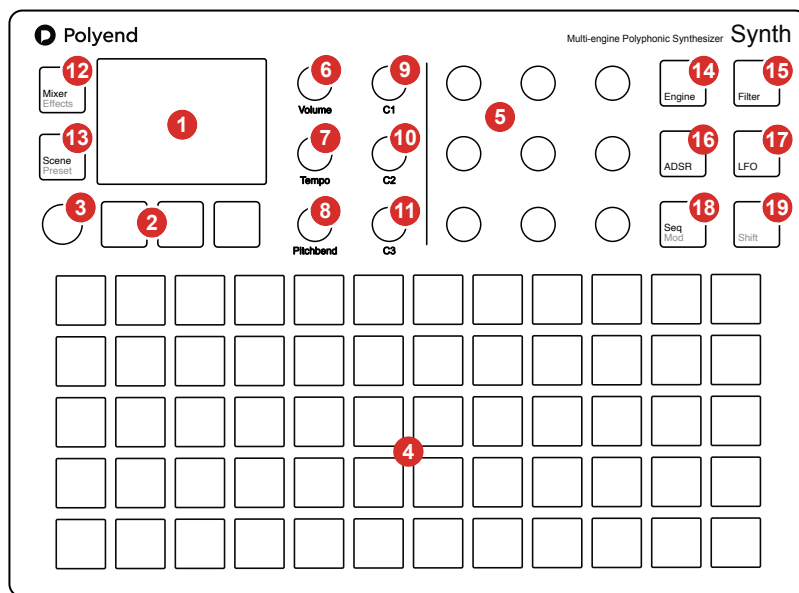 Polyend
Multi-engine Polyphonic Synthesizer Synth
12
6
9
14
15
Mixer
Effects
1
Volume
C1
5
Engine
Filter
13
7
10
16
17
Scene
Preset
Tempo
C2
ADSR
LFO
3
2
8
11
18
19
Pitchbend
C3
Seq
Mod
Shift
4